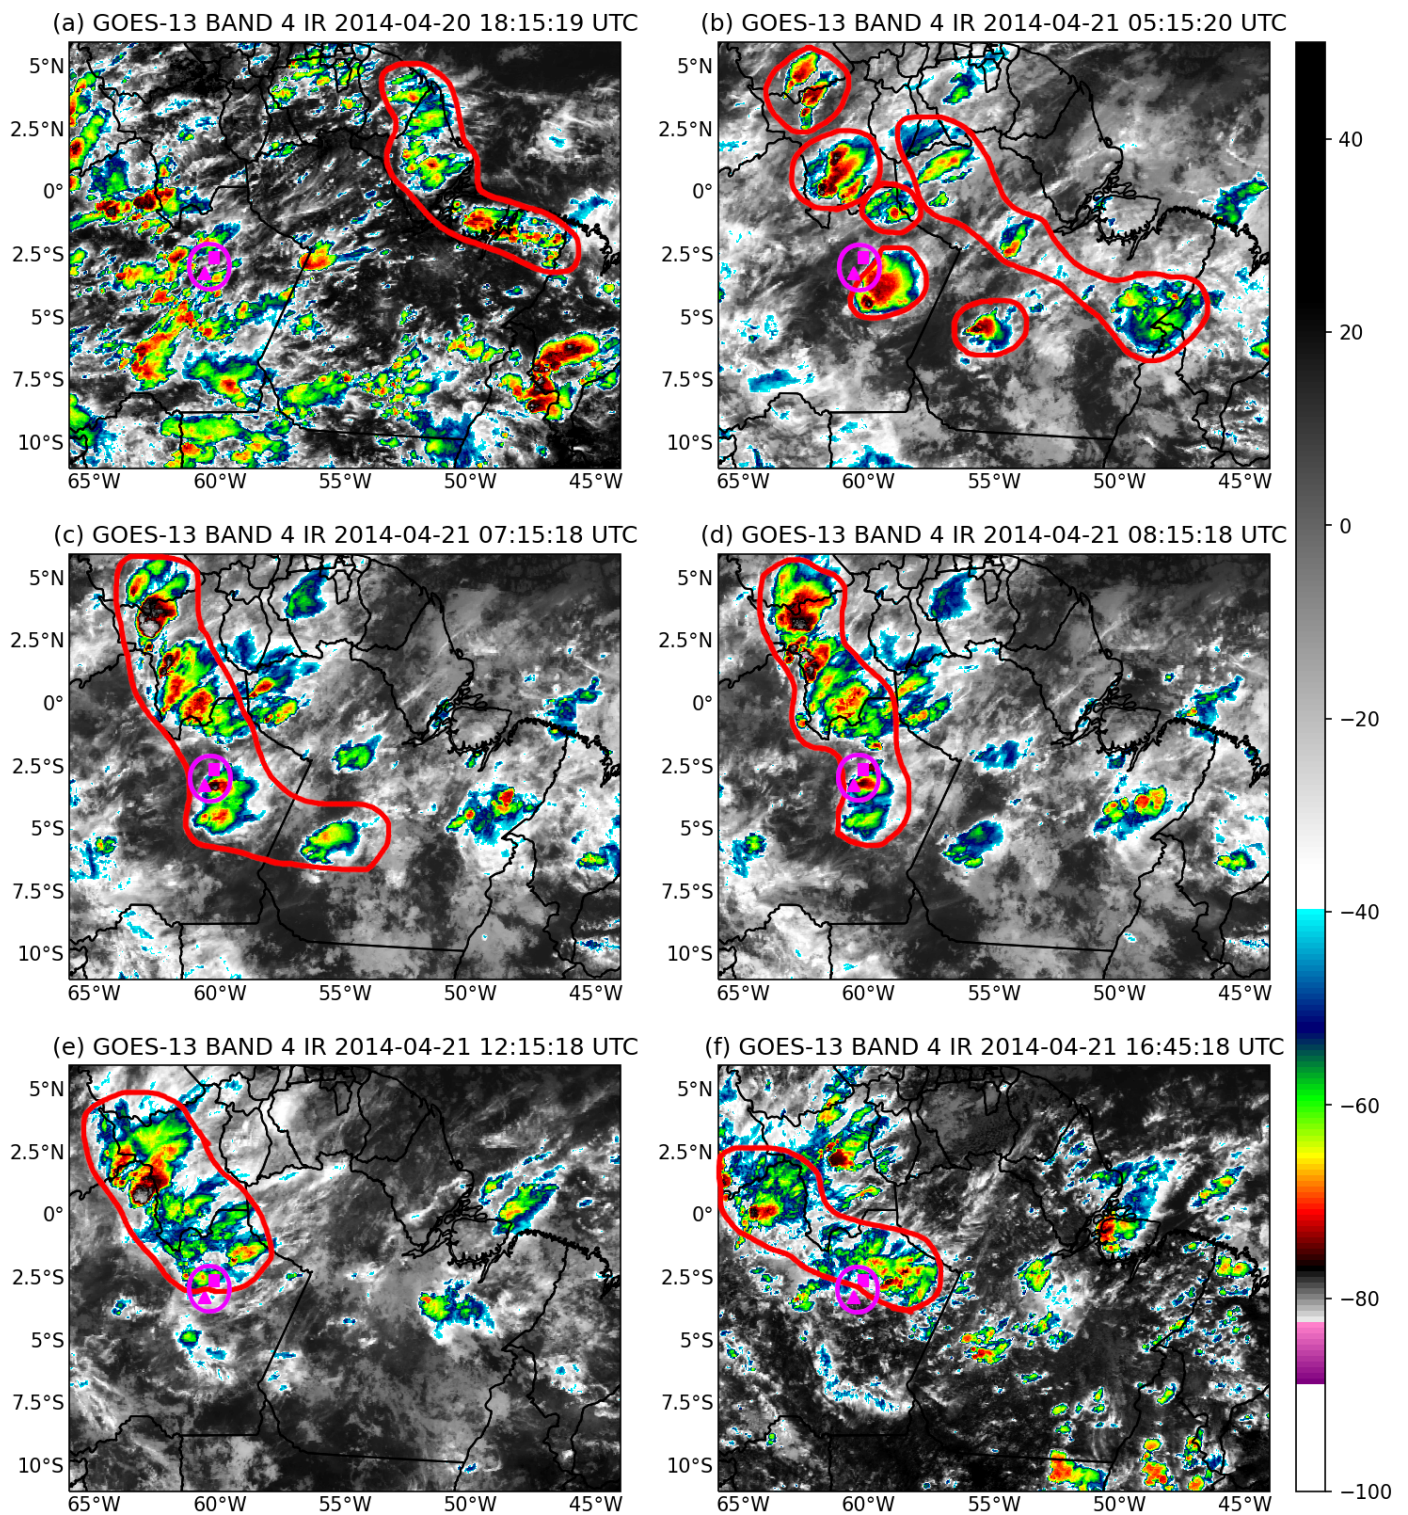 (a) GOES-13 BAND 4 IR 2014-04-20 18:15:19 UTC
(b) GOES-13 BAND 4 IR 2014-04-21 05:15:20 UTC
5°N
2.5°N
0°
2.5°S
5°S
7.5°S
10°S
65°W 60°W 55°W 50°W 45°W
5°N
2.5°N
0°
2.5°S
5°S
7.5°S
10°S
65°W 60°W 55°W 50°W 45°W
(c) GOES-13 BAND 4 IR 2014-04-21 07:15:18 UTC
(d) GOES-13 BAND 4 IR 2014-04-21 08:15:18 UTC
5°N
2.5°N
0°
2.5°S
5°S
7.5°S
10°S
65°W 60°W 55°W 50°W 45°W
5°N
2.5°N
0°
2.5°S
5°S
7.5°S
10°S
65°W 60°W 55°W 50°W 45°W
(e) GOES-13 BAND 4 IR 2014-04-21 12:15:18 UTC
(f) GOES-13 BAND 4 IR 2014-04-21 16:45:18 UTC
5°N
2.5°N
0°
2.5°S
5°S
7.5°S
10°S
65°W 60°W 55°W 50°W 45°W
5°N
2.5°N
0°
2.5°S
5°S
7.5°S
10°S
65°W 60°W 55°W 50°W 45°W
40
20
0
−20
−40
−60
−80
−100